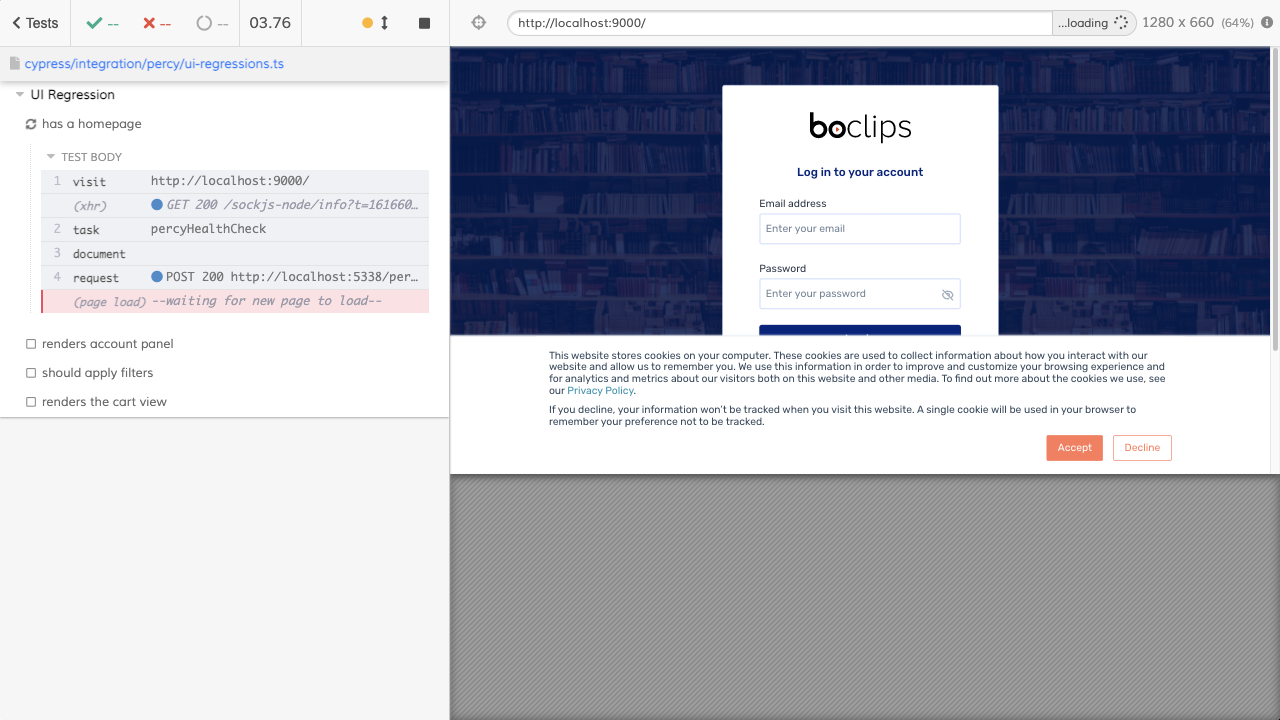 Tests
--
--
--
03.76
http://localhost:9000/
...loading
1280 x 660 (64%)
cypress/integration/percy/ui-regressions.ts
UI Regression
has a homepage
TEST BODY
1 visit http://localhost:9000/
(xhr) GET 200 /sockjs-node/info?t=161660...
2 task percyHealthCheck
3 document
4 request POST 200 http://localhost:5338/per...
(page load) --waiting for new page to load--
renders account panel
should apply filters
renders the cart view
boclips
Log in to your account
Email address
Enter your email
Password
Enter your password
This website stores cookies on your computer. These cookies are used to collect information about how you interact with our
website and allow us to remember you. We use this information in order to improve and customize your browsing experience and
for analytics and metrics about our visitors both on this website and other media. To find out more about the cookies we use, see
our Privacy Policy.
If you decline, your information won't be tracked when you visit this website. A single cookie will be used in your browser to
remember your preference not to be tracked.
Accept
Decline